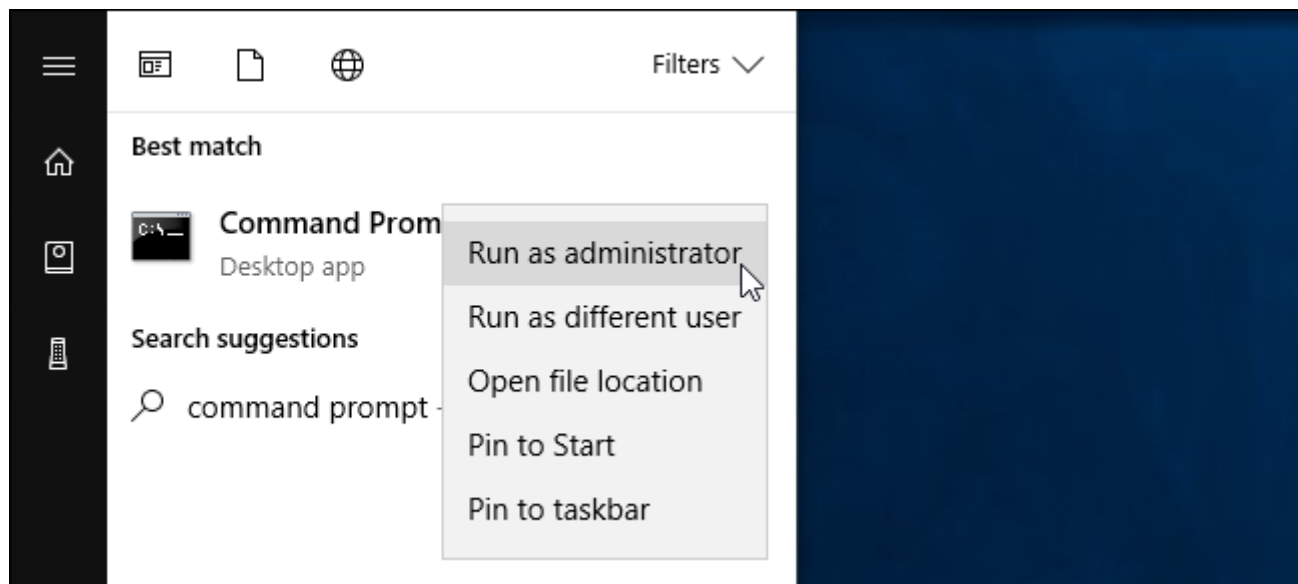 Filters
Best match
Command Prom
Desktop app
Run as administrator
Run as different user
Search suggestions
Open file location
command prompt -
Pin to Start
Pin to taskbar